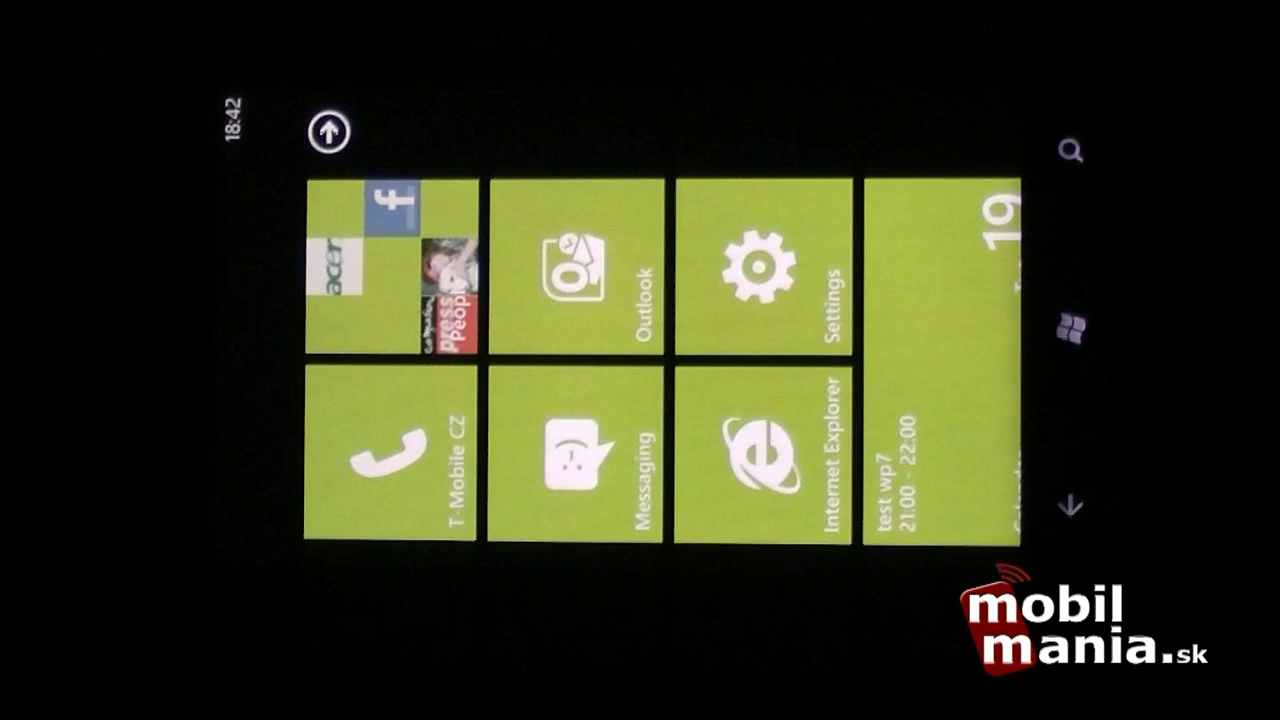 18:42
acer
f
press
People
T-Mobile CZ
Outlook
Messaging
Settings
Internet Explorer
19
test wp7
21:00 - 22:00
mobil
mania.sk